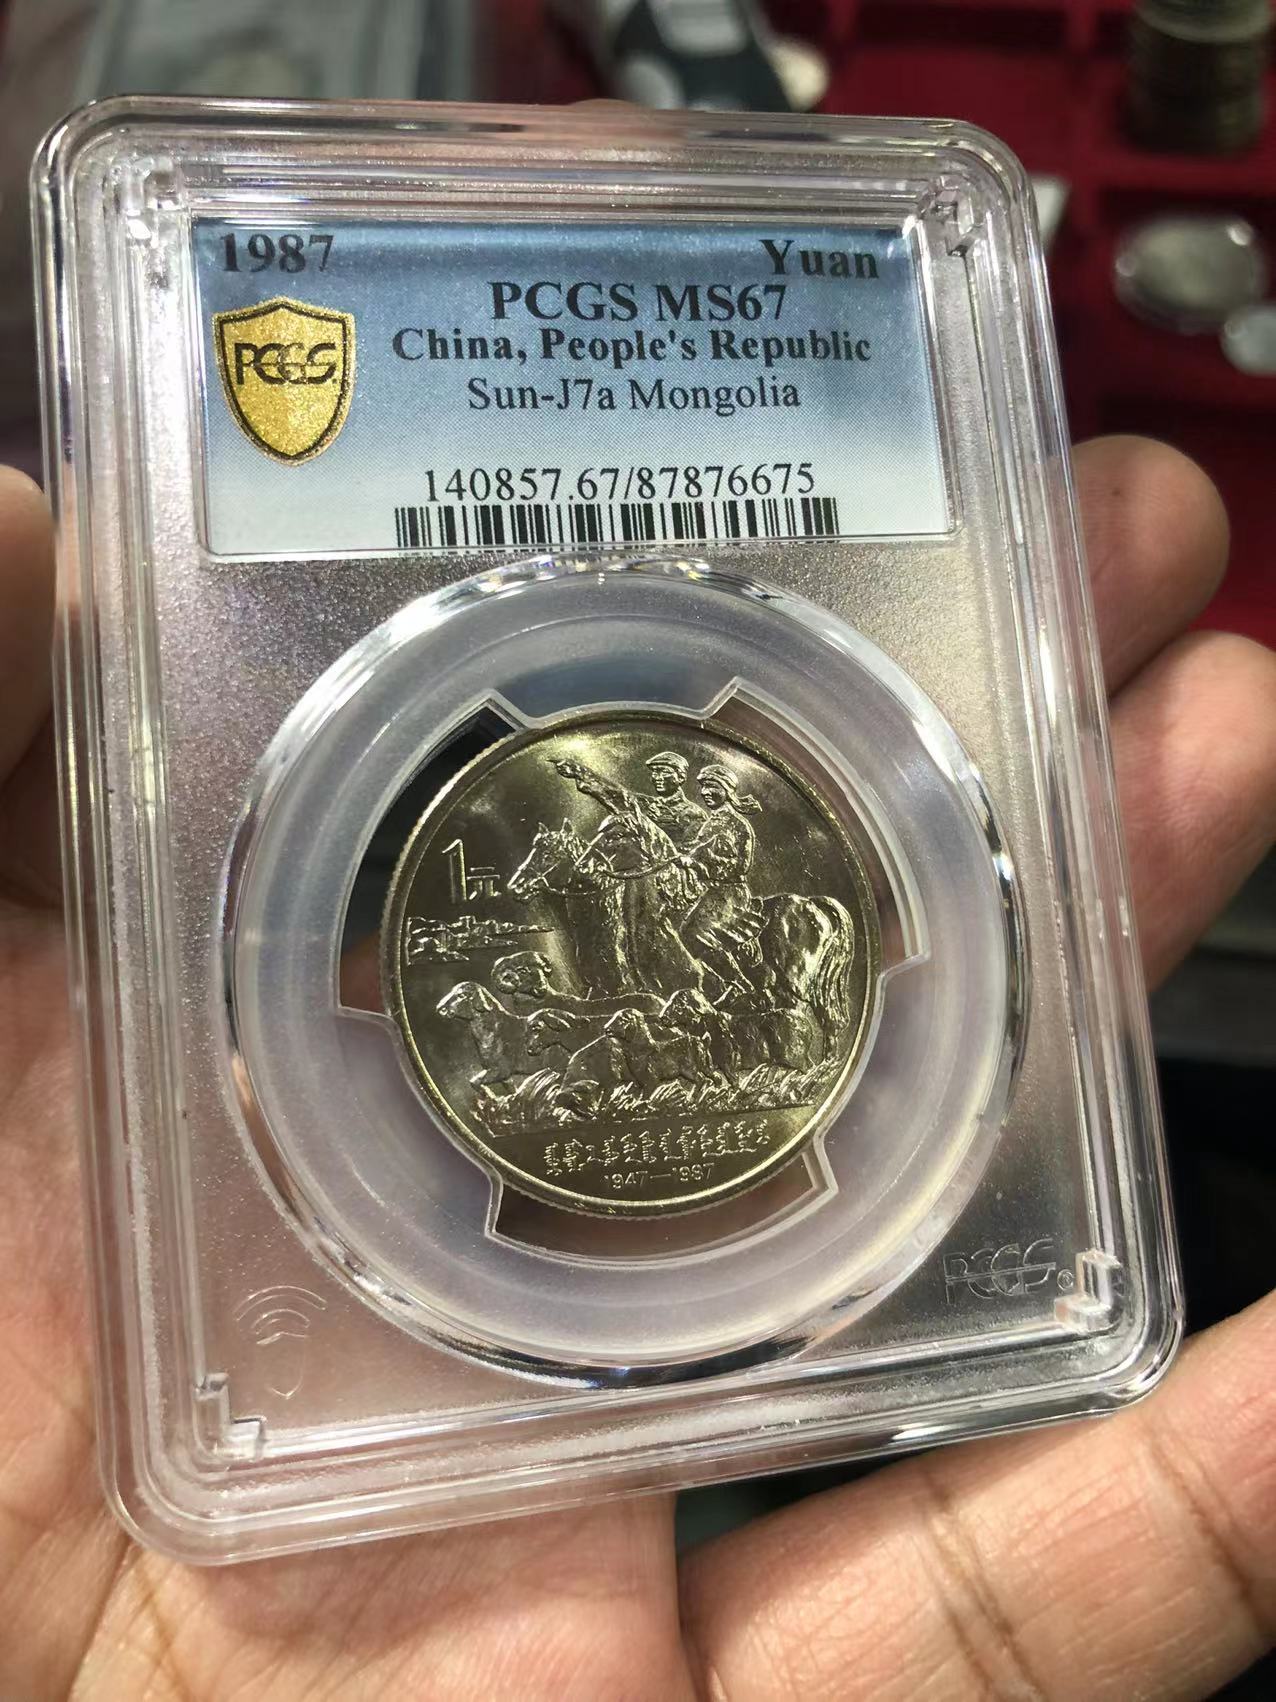 1987 Yuan
PCGS MS67
China, People's Republic
PCGS
Sun-J7a Mongolia
140857.67/87876675
1元
1947—1987
PCGS